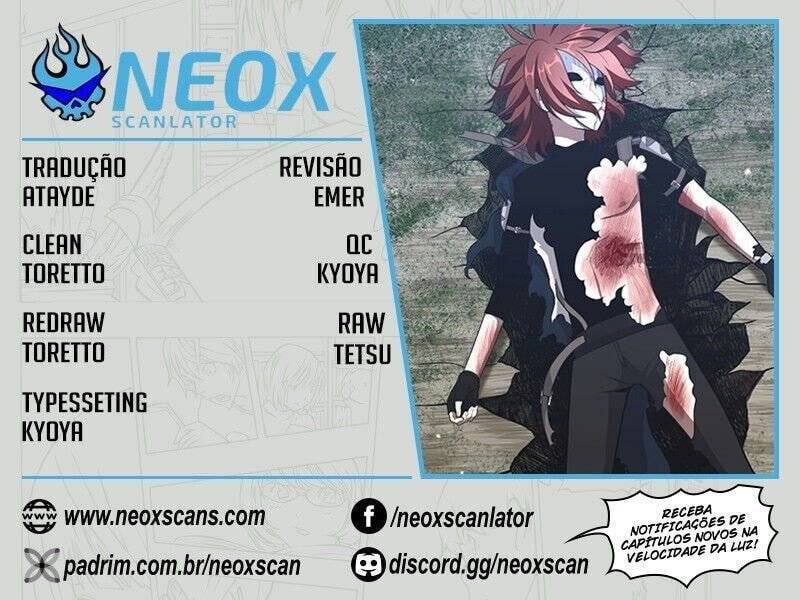 NEOX
SCANLATOR
TRADUÇÃO
ATAYDE
REVISÃO
EMER
CLEAN
TORETTO
QC
KYOYA
REDRAW
TORETTO
RAW
TETSU
TYPESSETING
KYOYA
www
www.neoxscans.com
f /neoxscanlator
padrim.com.br/neoxscan
discord.gg/neoxscan
RECEBA
NOTIFICAÇÕES DE
CAPÍTULOS NOVOS NA
VELOCIDADE DA LUZ!